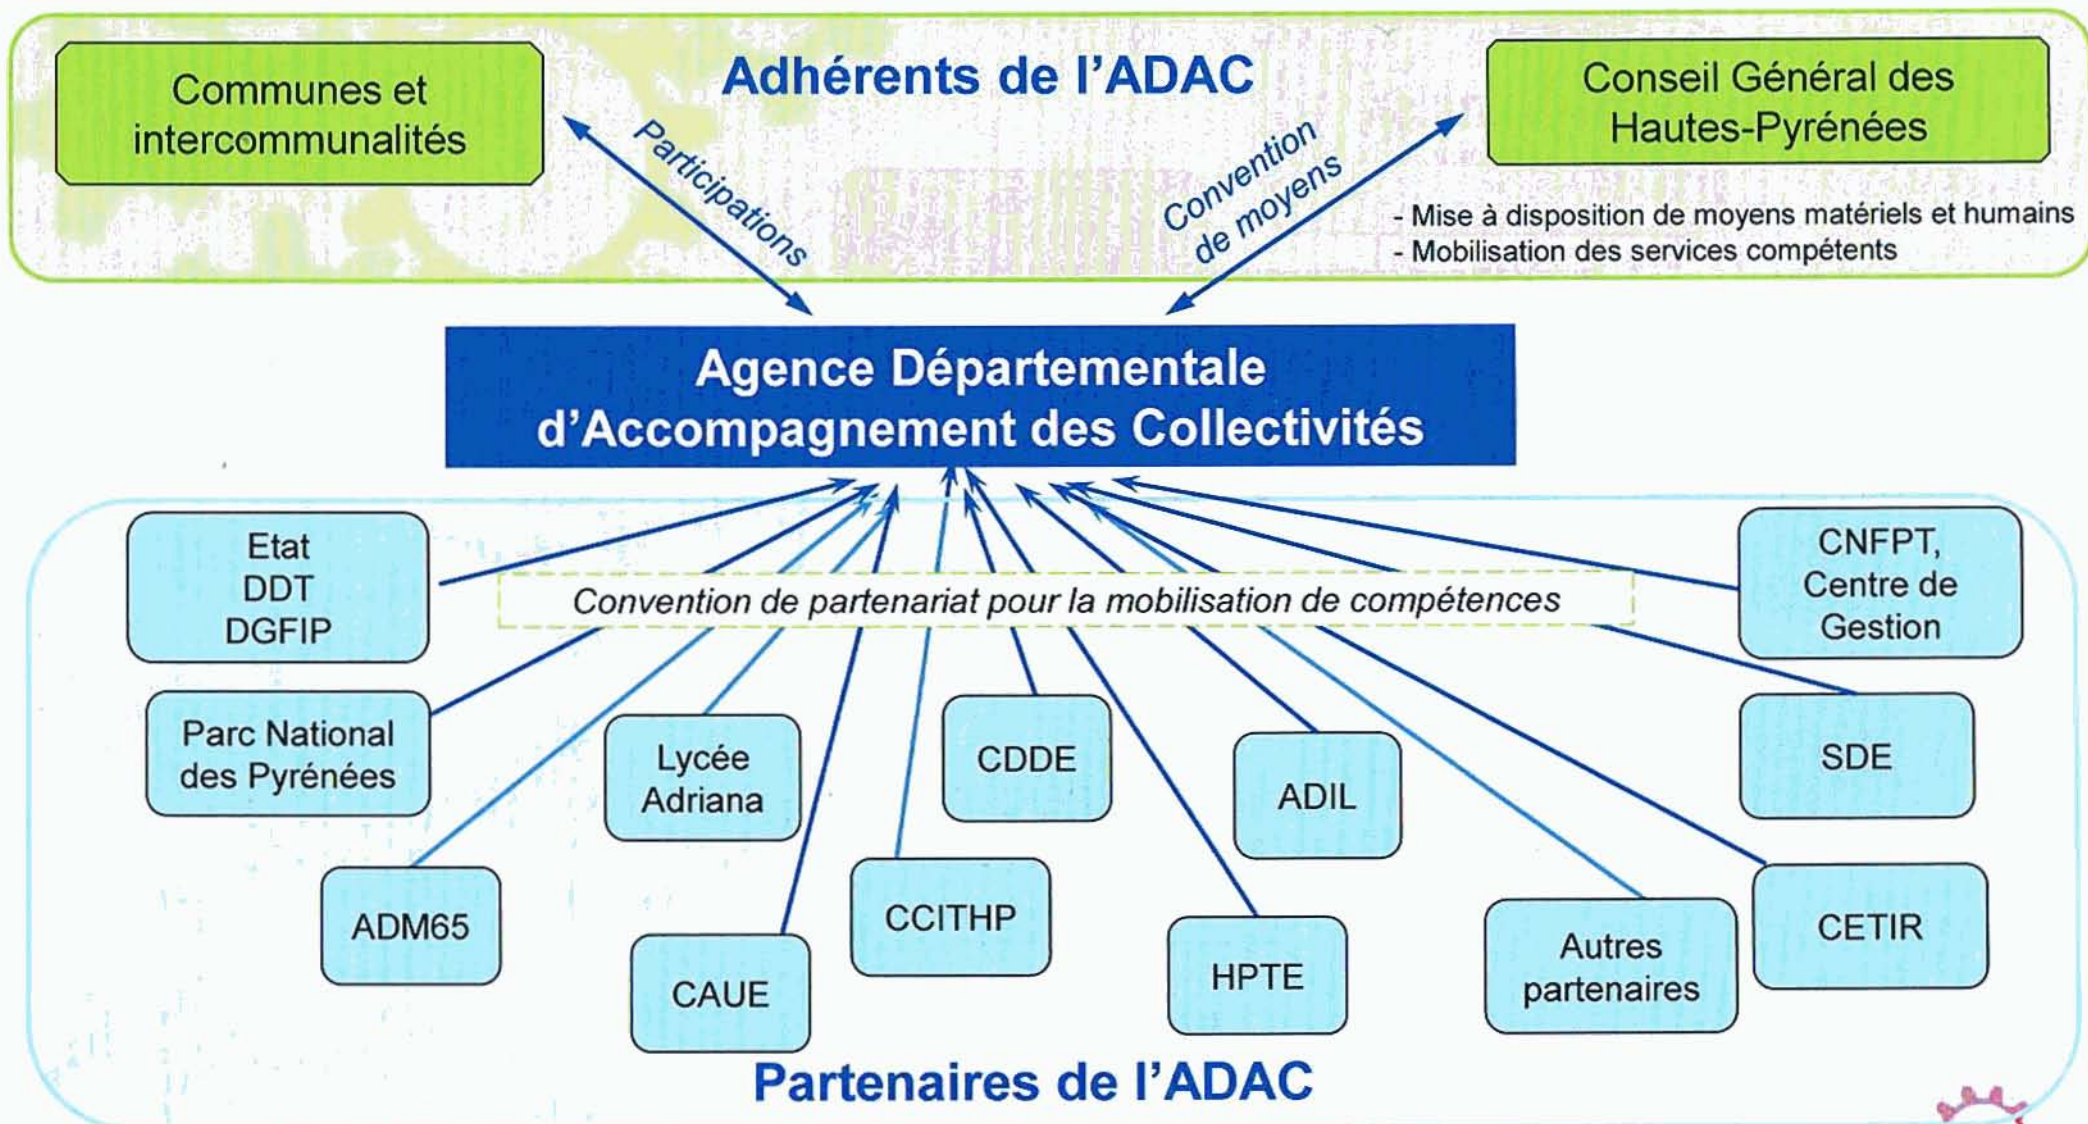 Adhérents de l'ADAC
Communes et
intercommunalités
Conseil Général des
Hautes-Pyrénées
Participations
Convention
de moyens
- Mise à disposition de moyens matériels et humains
- Mobilisation des services compétents
Agence Départementale
d'Accompagnement des Collectivités
Etat
DDT
DGFIP
Convention de partenariat pour la mobilisation de compétences
CNFPT,
Centre de
Gestion
Parc National
des Pyrénées
Lycée
Adriana
CDDE
ADIL
SDE
ADM65
CAUE
CCITHP
HPTE
Autres
partenaires
CETIR
Partenaires de l'ADAC